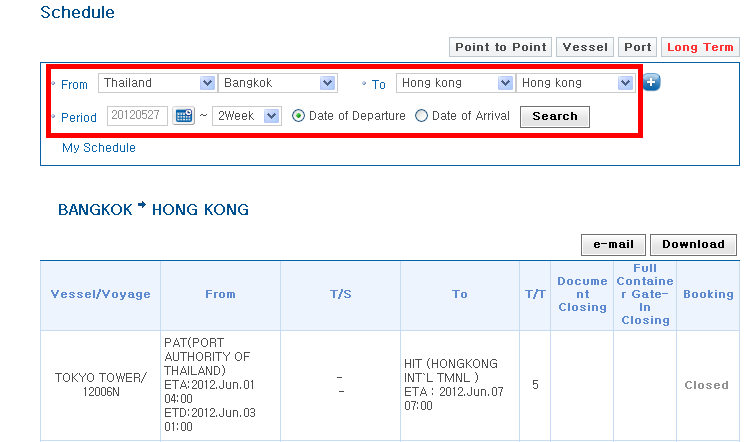 Schedule
Point to Point Vessel Port Long Term
From Thailand Bangkok To Hong kong Hong kong
Period 20120527 ~ 2Week Date of Departure Date of Arrival Search
My Schedule
BANGKOK → HONG KONG
e-mail Download
Vessel/Voyage From T/S To T/T Docume
nt
Closing Full
Containe
r Gate-
In
Closing Booking
TOKYO TOWER/
12006N
PAT(PORT
AUTHORITY OF
THAILAND)
ETA:2012.Jun.01
04:00
ETD:2012.Jun.03
01:00
-
-
HIT (HONGKONG
INT`L TMNL )
ETA : 2012.Jun.07
07:00
5
Closed